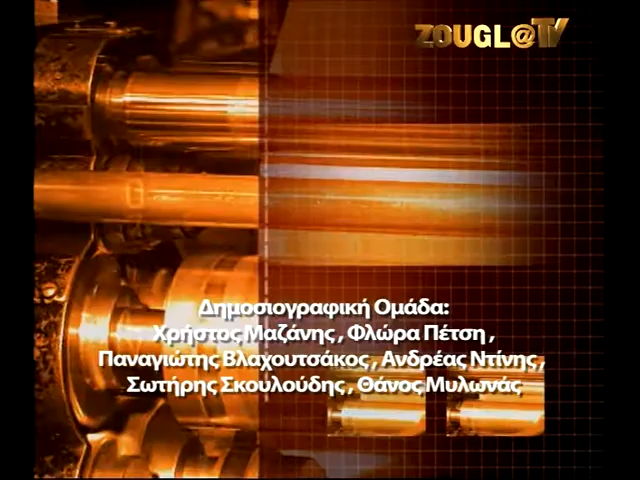 ZOUGL@TV
Δημοσιογραφική Ομάδα:
Χρήστος Μαζάνης , Φλώρα Πέτση ,
Παναγιώτης Βλαχουτσάκος , Ανδρέας Ντίνης ,
Σωτήρης Σκουλούδης , Θάνος Μυλωνάς